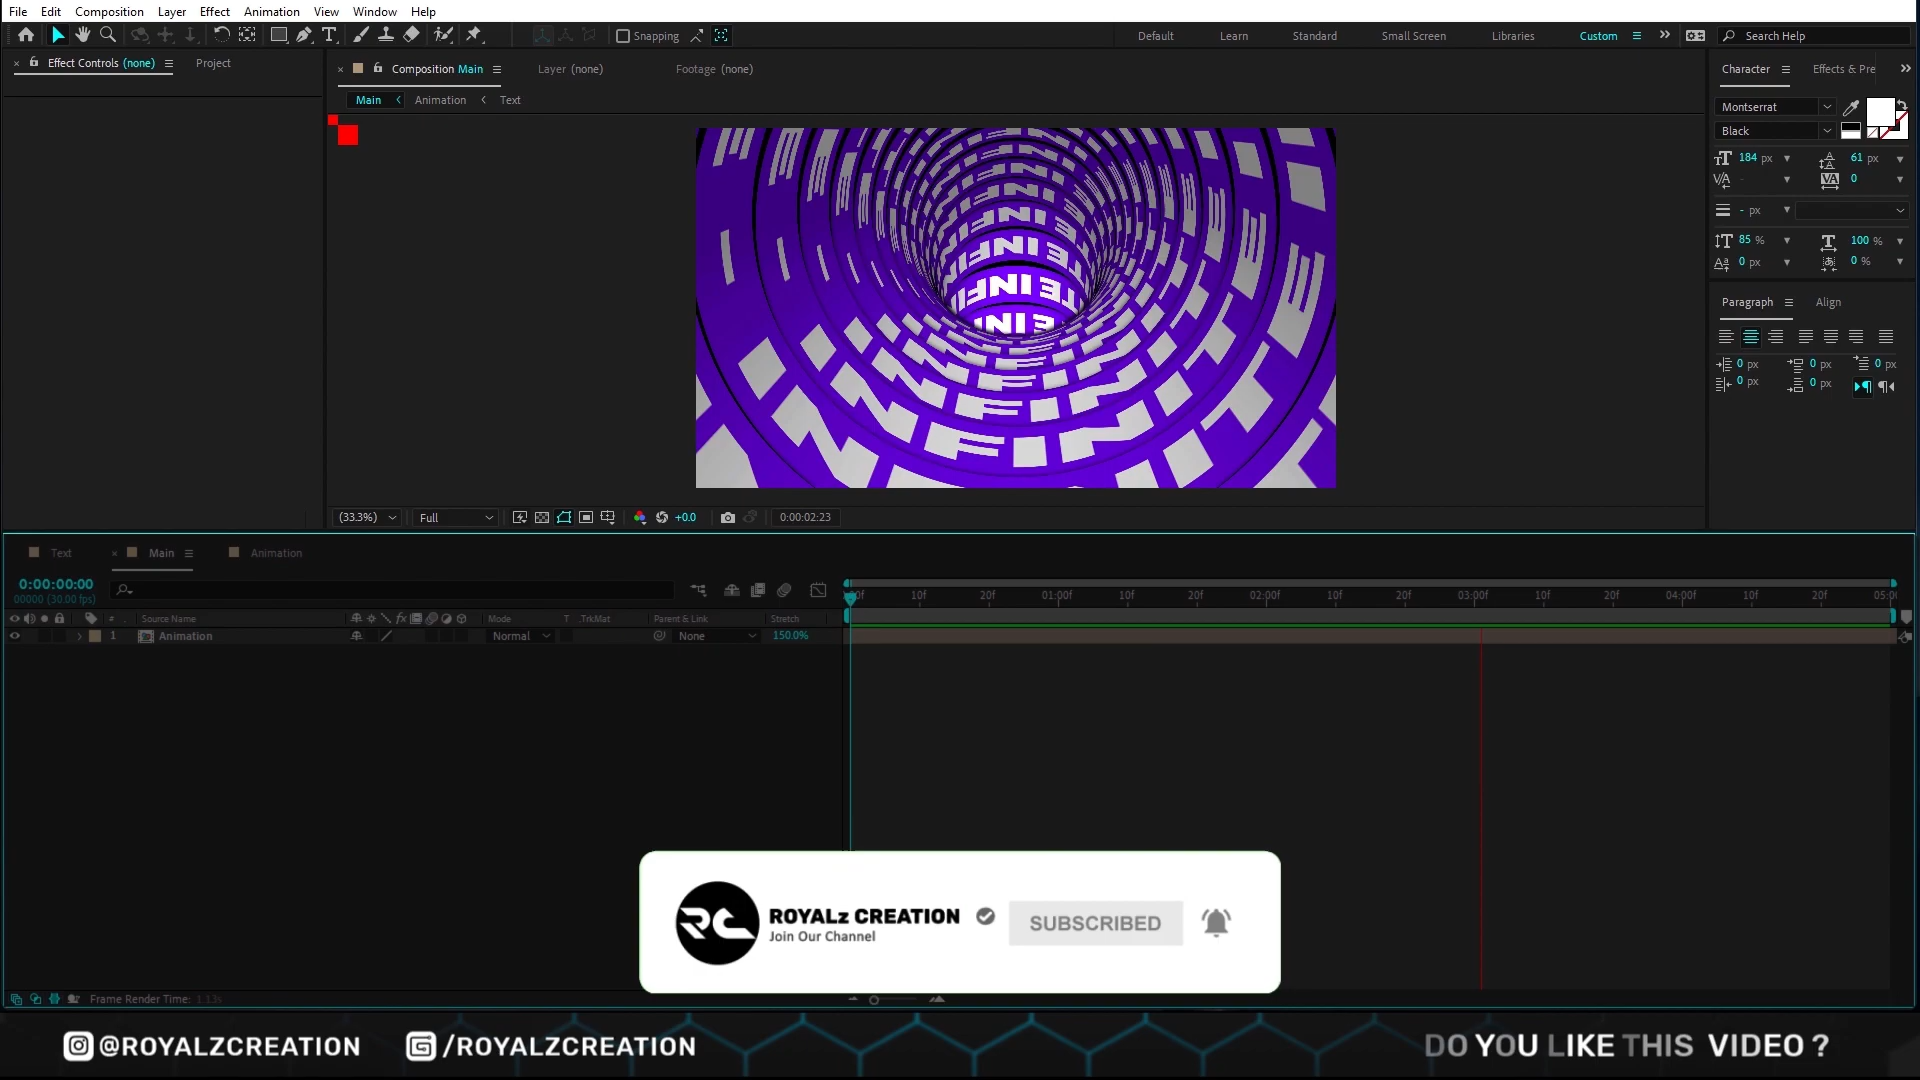 File Edit Composition Layer Effect Animation View Window Help
Snapping Default Learn Standard Small Screen Libraries Custom Search Help
Effect Controls (none) Project
Composition Main Layer (none) Footage (none)
Main Animation Text
Character Effects & Pre
Montserrat
Black
184 px 61 px
0
- px
85 % 100 %
0 px 0 %
Paragraph Align
0 px 0 px 0 px
0 px 0 px
TE INFI
TE INFI
(33.3%) Full +0.0 0:00:02:23
Text Main Animation
0:00:00:00
00000 (30.00 fps)
10f 20f 01:00f 10f 20f 02:00f 10f 20f 03:00f 10f 20f 04:00f 10f 20f
# Source Name Mode T .TrkMat Parent & Link Stretch
1 Animation Normal None 150.0%
ROYALz CREATION
Join Our Channel
SUBSCRIBED
Frame Render Time: 1.13s
@ROYALZCREATION /ROYALZCREATION DO YOU LIKE THIS VIDEO ?